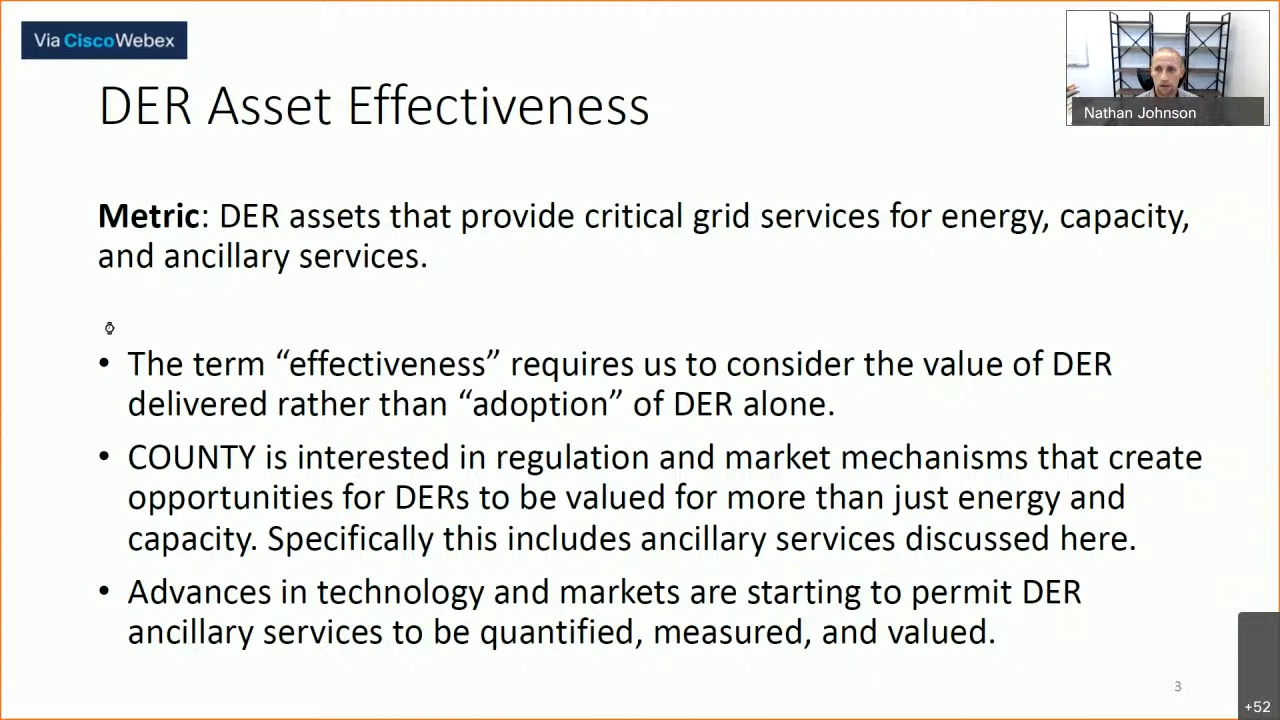 Via CiscoWebex
Nathan Johnson
DER Asset Effectiveness
Metric: DER assets that provide critical grid services for energy, capacity,
and ancillary services.
• The term “effectiveness” requires us to consider the value of DER
delivered rather than “adoption” of DER alone.
• COUNTY is interested in regulation and market mechanisms that create
opportunities for DERs to be valued for more than just energy and
capacity. Specifically this includes ancillary services discussed here.
• Advances in technology and markets are starting to permit DER
ancillary services to be quantified, measured, and valued.
3
+52